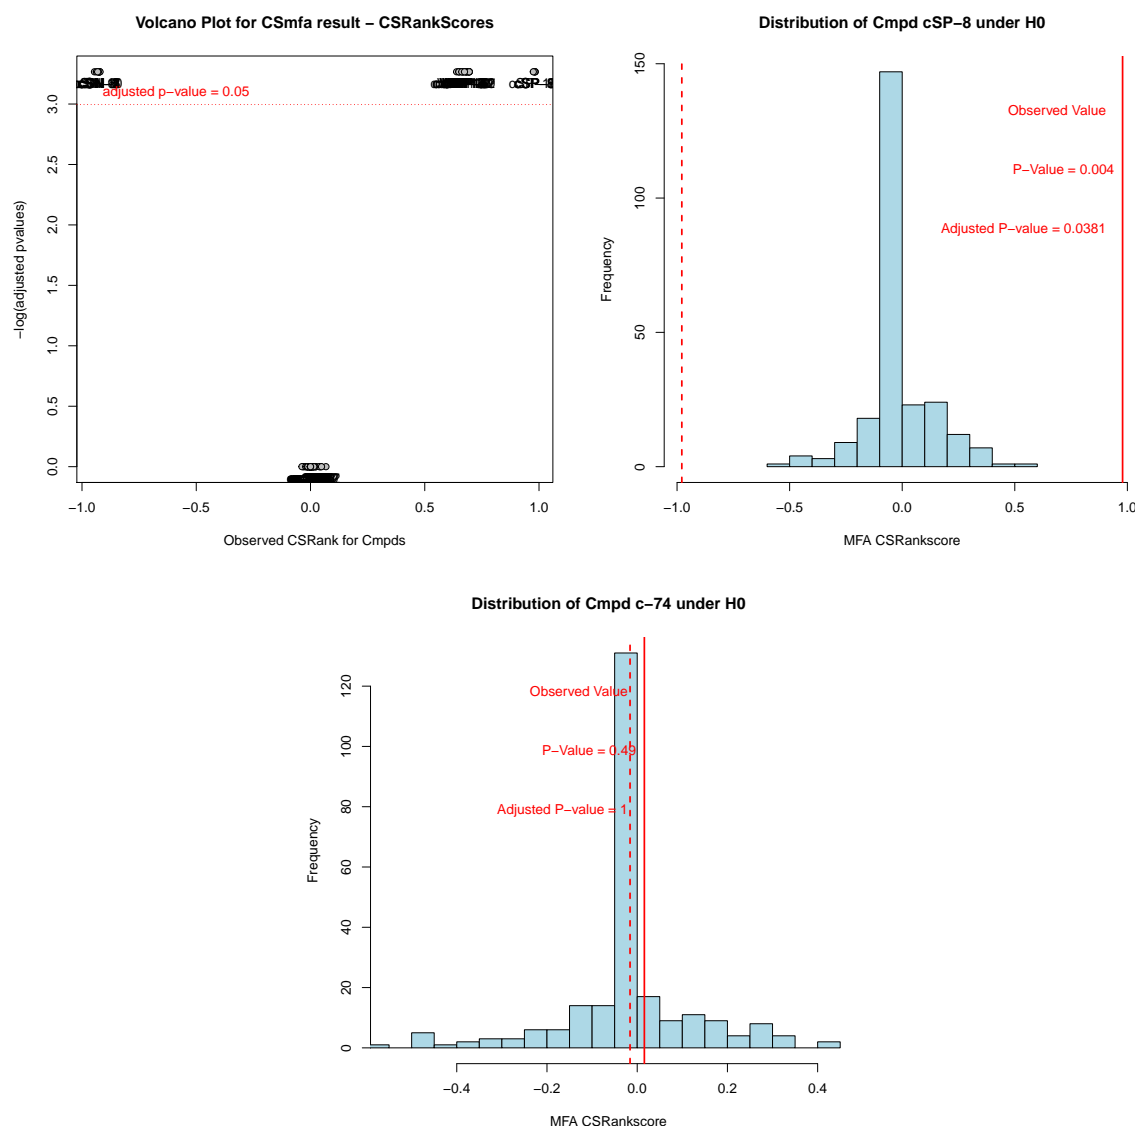 Volcano Plot for CSmfa result − CSRankScores
adjusted p−value = 0.05
−log(adjusted pvalues)
3.0
2.5
2.0
1.5
1.0
0.5
0.0
−1.0 −0.5 0.0 0.5 1.0
Observed CSRank for Cmpds
Distribution of Cmpd cSP−8 under H0
Observed Value
P−Value = 0.004
Adjusted P−value = 0.0381
Frequency
150
100
50
0
−1.0 −0.5 0.0 0.5 1.0
MFA CSRankscore
Distribution of Cmpd c−74 under H0
Observed Value
P−Value = 0.49
Adjusted P−value = 1
Frequency
120
100
80
60
40
20
0
−0.4 −0.2 0.0 0.2 0.4
MFA CSRankscore